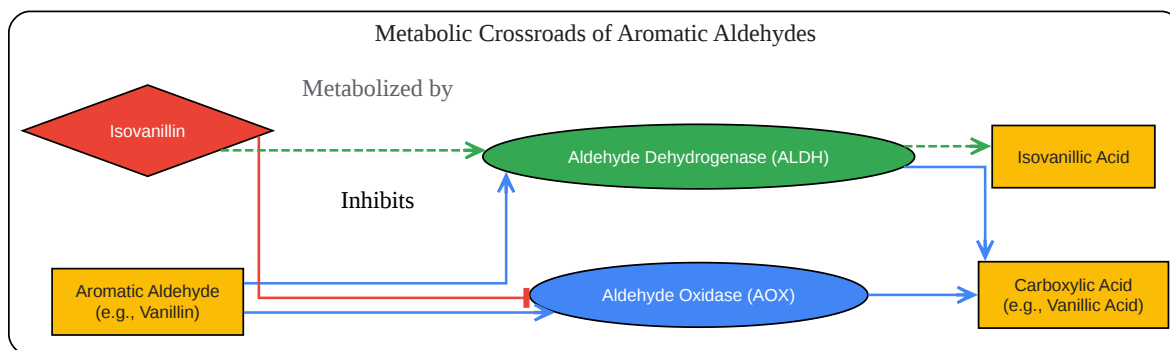 Metabolic Crossroads of Aromatic Aldehydes
Metabolized by
Isovanillin
Aldehyde Dehydrogenase (ALDH)
Isovanillic Acid
Inhibits
Aromatic Aldehyde
(e.g., Vanillin)
Aldehyde Oxidase (AOX)
Carboxylic Acid
(e.g., Vanillic Acid)